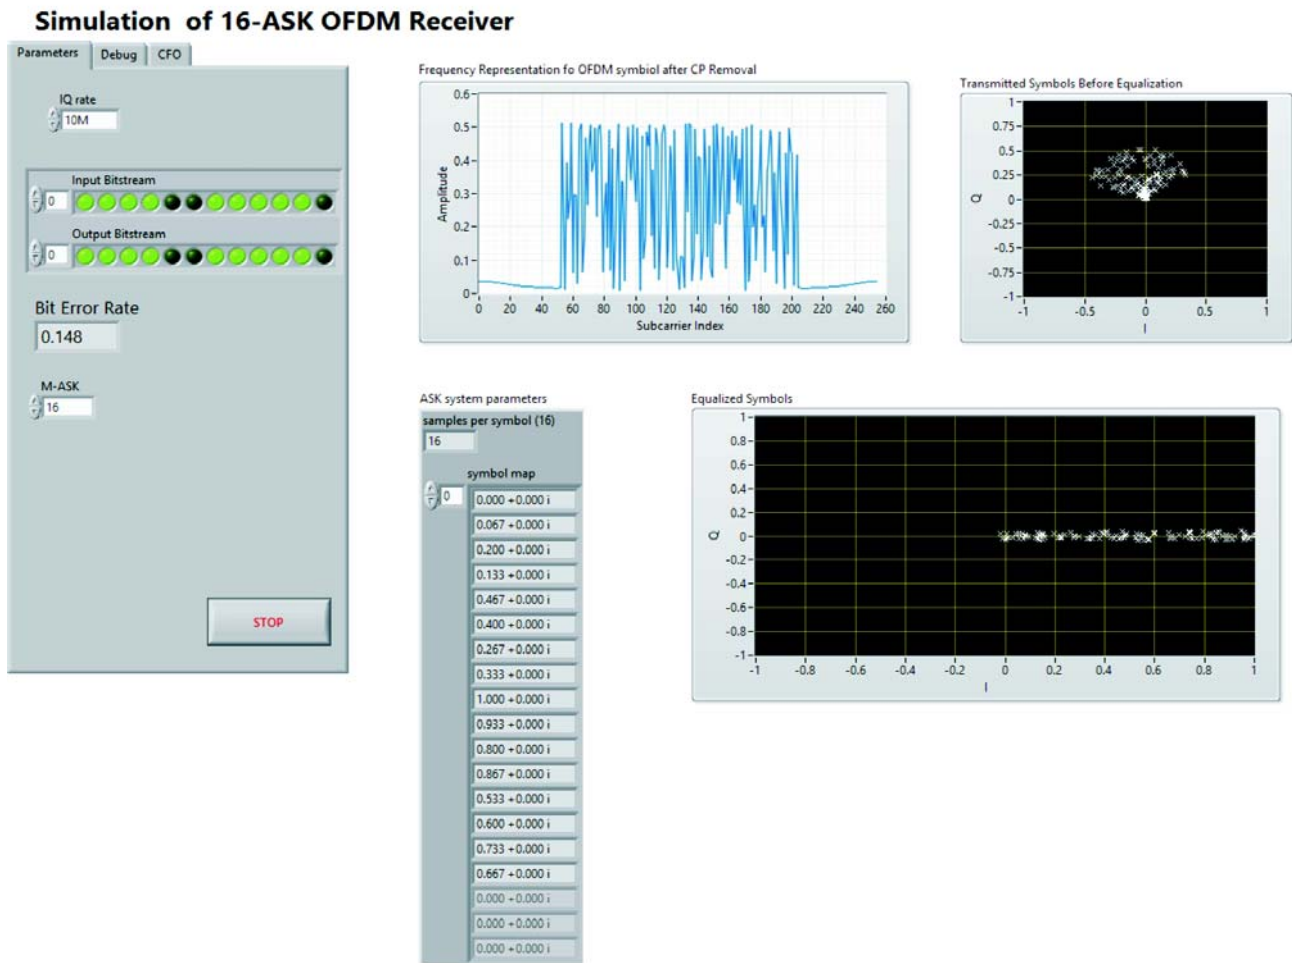 Simulation of 16-ASK OFDM Receiver
Parameters
Debug
CFO
IQ rate
10M
Input Bitstream
0
Output Bitstream
0
Bit Error Rate
0.148
M-ASK
16
STOP
Frequency Representation fo OFDM symbiol after CP Removal
Amplitude
0.6
0.5
0.4
0.3
0.2
0.1
0
0 20 40 60 80 100 120 140 160 180 200 220 240 260
Subcarrier Index
Transmitted Symbols Before Equalization
Q
1
0.75
0.5
0.25
0
-0.25
-0.5
-0.75
-1
-1 -0.5 0 0.5 1
I
ASK system parameters
samples per symbol (16)
16
symbol map
0
0.000 +0.000 i
0.067 +0.000 i
0.200 +0.000 i
0.133 +0.000 i
0.467 +0.000 i
0.400 +0.000 i
0.267 +0.000 i
0.333 +0.000 i
1.000 +0.000 i
0.933 +0.000 i
0.800 +0.000 i
0.867 +0.000 i
0.533 +0.000 i
0.600 +0.000 i
0.733 +0.000 i
0.667 +0.000 i
0.000 +0.000 i
0.000 +0.000 i
0.000 +0.000 i
Equalized Symbols
Q
1
0.8
0.6
0.4
0.2
0
-0.2
-0.4
-0.6
-0.8
-1
-1 -0.8 -0.6 -0.4 -0.2 0 0.2 0.4 0.6 0.8 1
I